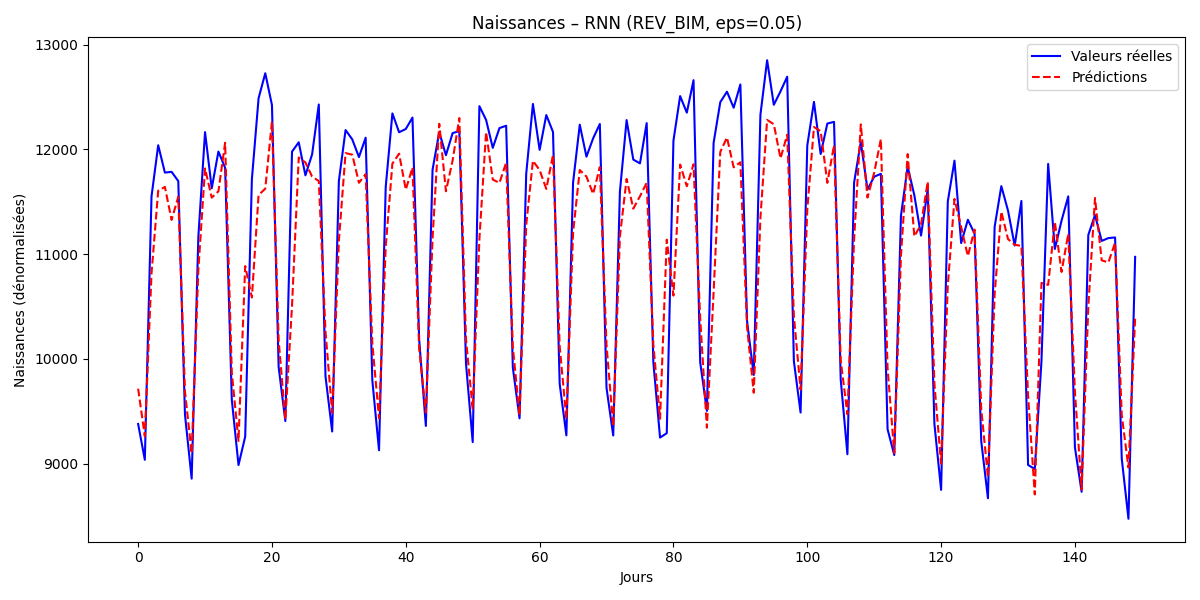 Naissances – RNN (REV_BIM, eps=0.05)
Valeurs réelles
Prédictions
Naissances (dénormalisées)
13000
12000
11000
10000
9000
0 20 40 60 80 100 120 140
Jours